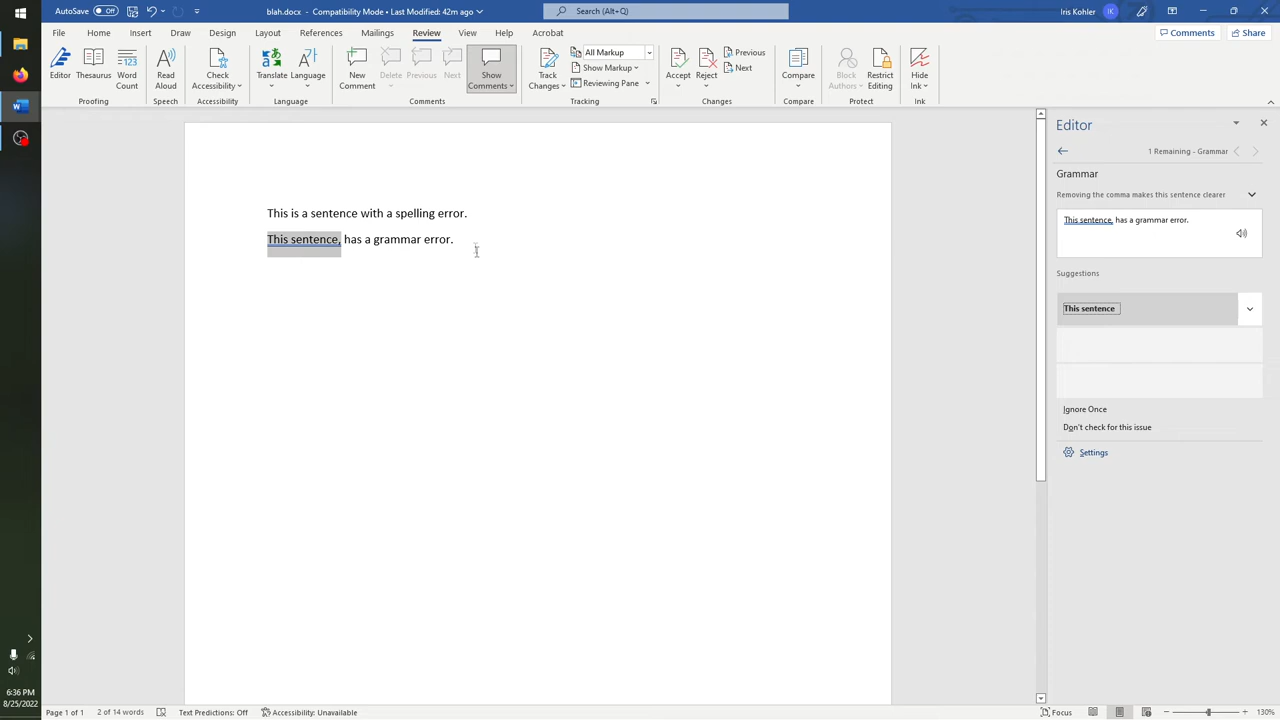 AutoSave Off blah.docx - Compatibility Mode • Last Modified: 42m ago Search (Alt+Q) Iris Kohler IK
File Home Insert Draw Design Layout References Mailings Review View Help Acrobat Comments Share
Editor Thesaurus Word Count Read Aloud Check Accessibility Translate Language New Comment Delete Previous Next Show Comments Track Changes All Markup Show Markup Reviewing Pane Accept Reject Previous Next Compare Block Authors Restrict Editing Hide Ink
Proofing Speech Accessibility Language Comments Tracking Changes Compare Protect Ink
This is a sentence with a spelling error.
This sentence, has a grammar error.
Editor
1 Remaining - Grammar
Grammar
Removing the comma makes this sentence clearer
This sentence, has a grammar error.
Suggestions
This sentence
Ignore Once
Don't check for this issue
Settings
6:36 PM
8/25/2022
Page 1 of 1 2 of 14 words Text Predictions: Off Accessibility: Unavailable Focus 130%